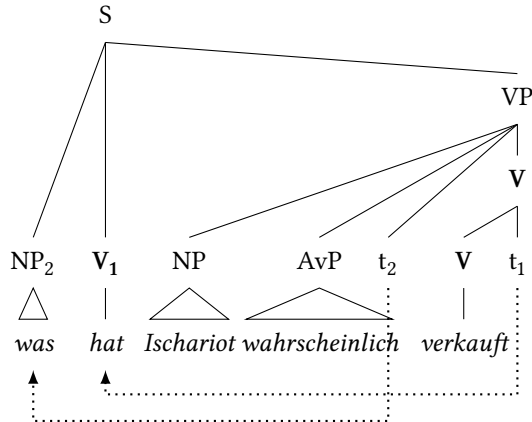 S
VP
V
NP₂ V₁ NP AvP t₂ V t₁
was hat Ischariot wahrscheinlich verkauft